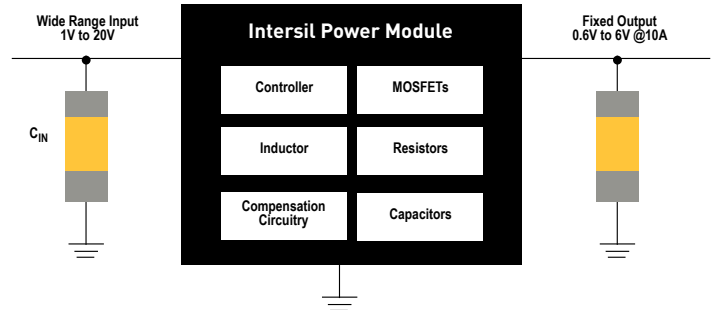 Wide Range Input
1V to 20V
Intersil Power Module
Fixed Output
0.6V to 6V @10A
Controller
MOSFETs
C_IN
Inductor
Resistors
Compensation
Circuitry
Capacitors